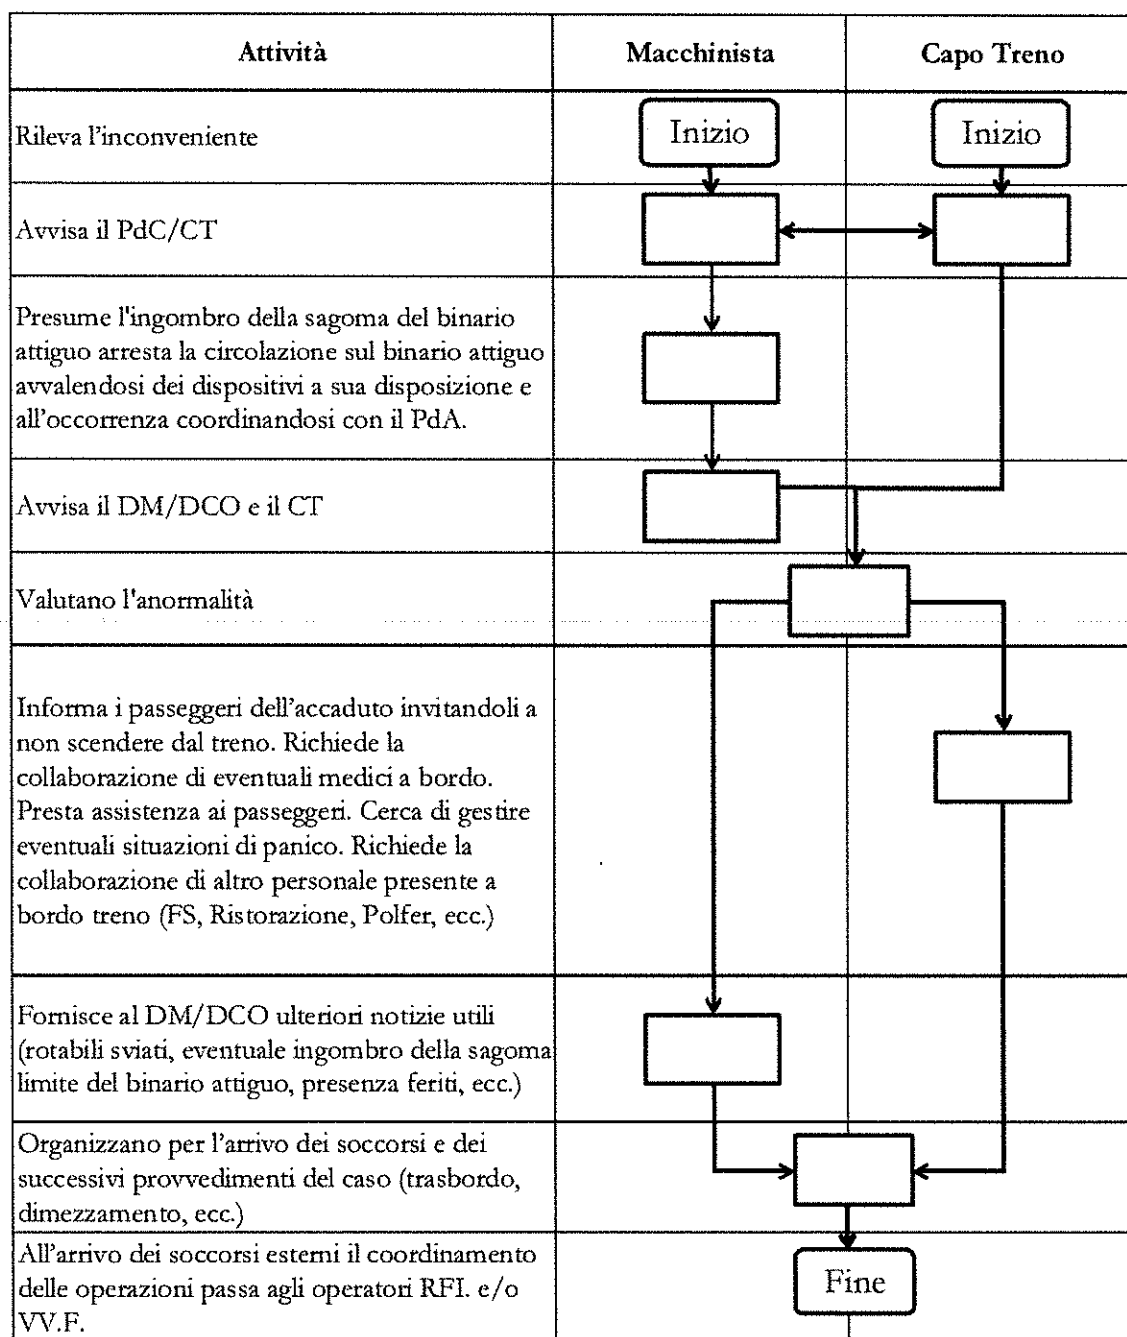 Attività Macchinista Capo Treno
Rileva l'inconveniente Inizio Inizio
Avvisa il PdC/CT
Presume l'ingombro della sagoma del binario
attiguo arresta la circolazione sul binario attiguo
avvalendosi dei dispositivi a sua disposizione e
all'occorrenza coordinandosi con il PdA.
Avvisa il DM/DCO e il CT
Valutano l'anormalità
Informa i passeggeri dell'accaduto invitandoli a
non scendere dal treno. Richiede la
collaborazione di eventuali medici a bordo.
Presta assistenza ai passeggeri. Cerca di gestire
eventuali situazioni di panico. Richiede la
collaborazione di altro personale presente a
bordo treno (FS, Ristorazione, Polfer, ecc.)
Fornisce al DM/DCO ulteriori notizie utili
(rotabili sviati, eventuale ingombro della sagoma
limite del binario attiguo, presenza feriti, ecc.)
Organizzano per l'arrivo dei soccorsi e dei
successivi provvedimenti del caso (trasbordo,
dimezzamento, ecc.)
All'arrivo dei soccorsi esterni il coordinamento
delle operazioni passa agli operatori RFI. e/o
VV.F.
Fine